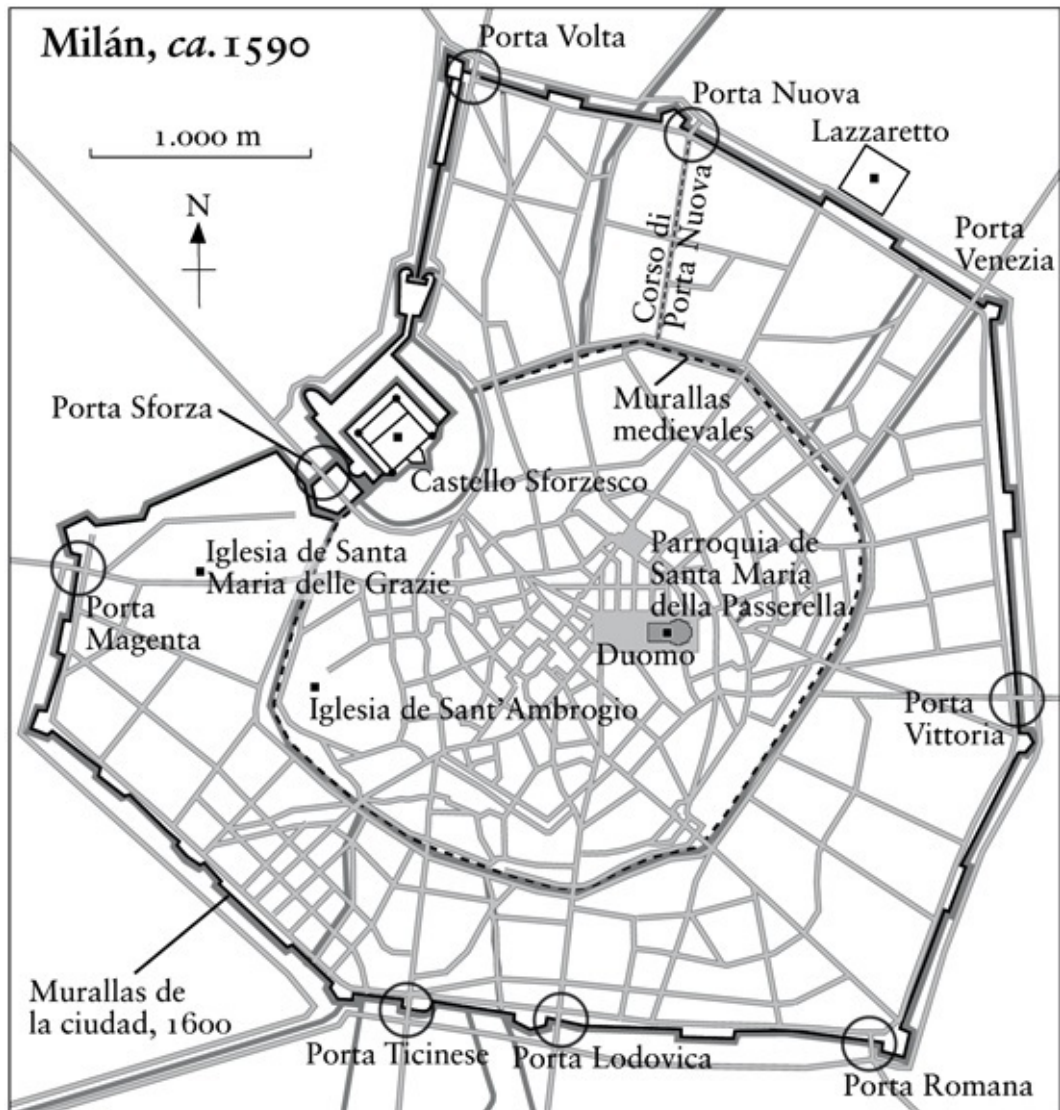 Milán, ca. 1590
Porta Volta
Porta Nuova
Lazzaretto
1.000 m
N
Porta
Venezia
Corso di
Porta Nuova
Murallas
medievales
Porta Sforza
Castello Sforzesco
Iglesia de Santa
Maria delle Grazie
Parroquia de
Santa Maria
della Passerella
Porta
Magenta
Duomo
Iglesia de Sant’Ambrogio
Porta
Vittoria
Murallas de
la ciudad, 1600
Porta Ticinese
Porta Lodovica
Porta Romana